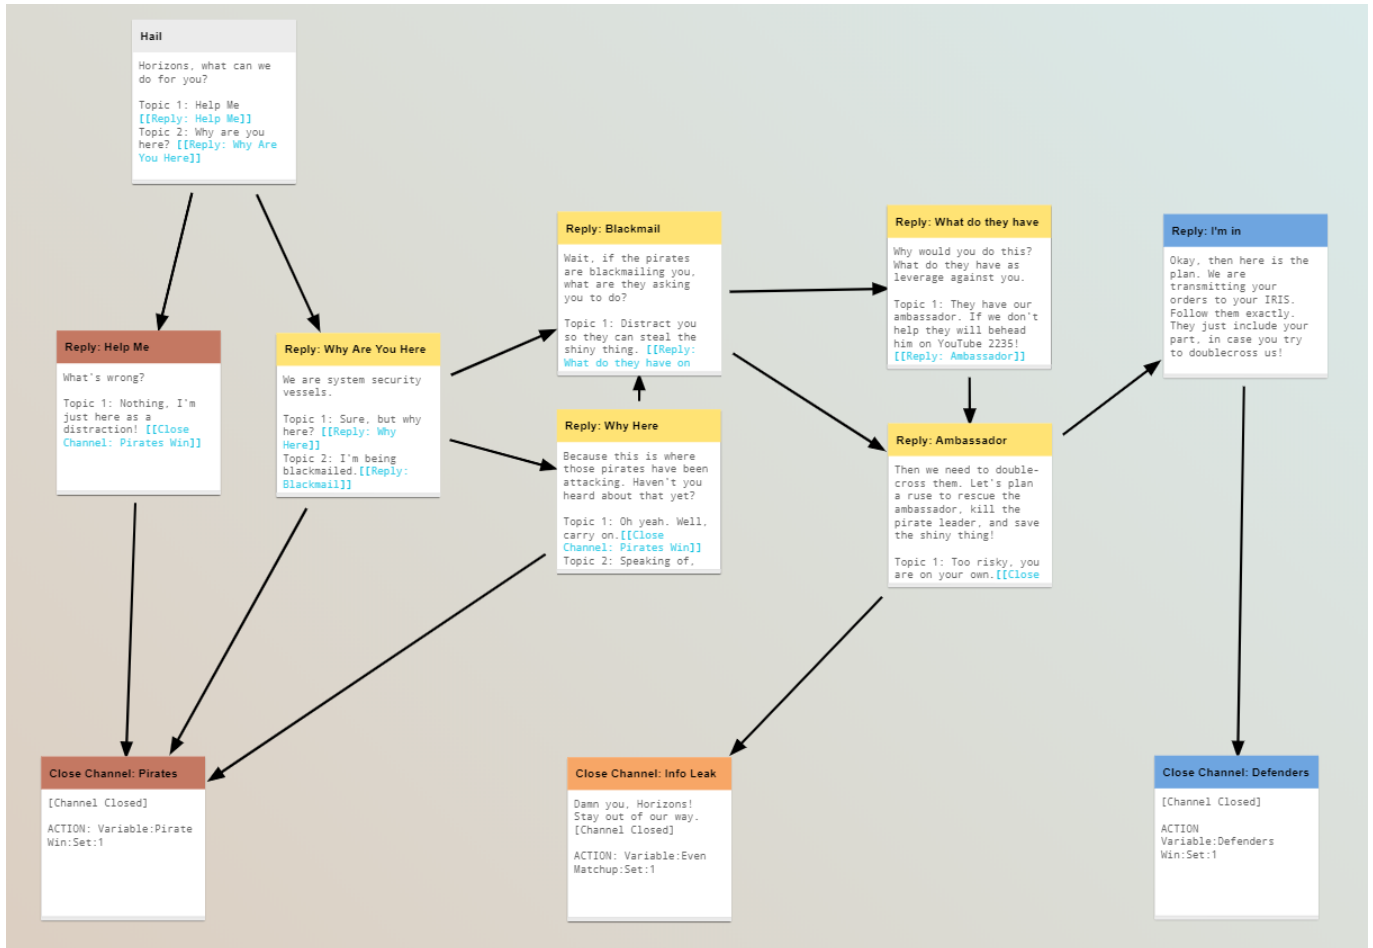 Hail
Horizons, what can we
do for you?
Topic 1: Help Me
[[Reply: Help Me]]
Topic 2: Why are you
here? [[Reply: Why Are
You Here]]
Reply: Help Me
What's wrong?
Topic 1: Nothing, I'm
just here as a
distraction! [[Close
Channel: Pirates Win]]
Reply: Why Are You Here
We are system security
vessels.
Topic 1: Sure, but why
here? [[Reply: Why
Here]]
Topic 2: I'm being
blackmailed.[[Reply:
Blackmail]]
Reply: Blackmail
Wait, if the pirates
are blackmailing you,
what are they asking
you to do?
Topic 1: Distract you
so they can steal the
shiny thing. [[Reply:
What do they have on
Reply: Why Here
Because this is where
those pirates have been
attacking. Haven't you
heard about that yet?
Topic 1: Oh yeah. Well,
carry on.[[Close
Channel: Pirates Win]]
Topic 2: Speaking of,
Reply: What do they have
Why would you do this?
What do they have as
leverage against you.
Topic 1: They have our
ambassador. If we don't
help they will behead
him on YouTube 2235!
[[Reply: Ambassador]]
Reply: Ambassador
Then we need to double-
cross them. Let's plan
a ruse to rescue the
ambassador, kill the
pirate leader, and save
the shiny thing!
Topic 1: Too risky, you
are on your own.[[Close
Reply: I'm in
Okay, then here is the
plan. We are
transmitting your
orders to your IRIS.
Follow them exactly.
They just include your
part, in case you try
to doublecross us!
Close Channel: Pirates
[Channel Closed]
ACTION: Variable:Pirate
Win:Set:1
Close Channel: Info Leak
Damn you, Horizons!
Stay out of our way.
[Channel Closed]
ACTION: Variable:Even
Matchup:Set:1
Close Channel: Defenders
[Channel Closed]
ACTION
Variable:Defenders
Win:Set:1